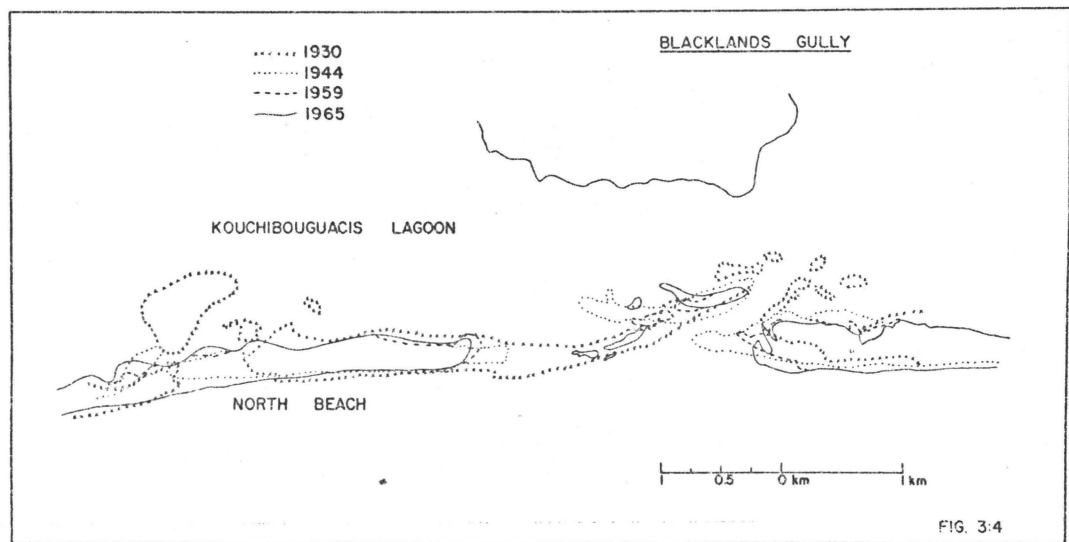 BLACKLANDS GULLY
1930
1944
1959
1965
KOUCHIBOUGUACIS LAGOON
NORTH BEACH
1 0.5 0 km 1 km
FIG. 3:4